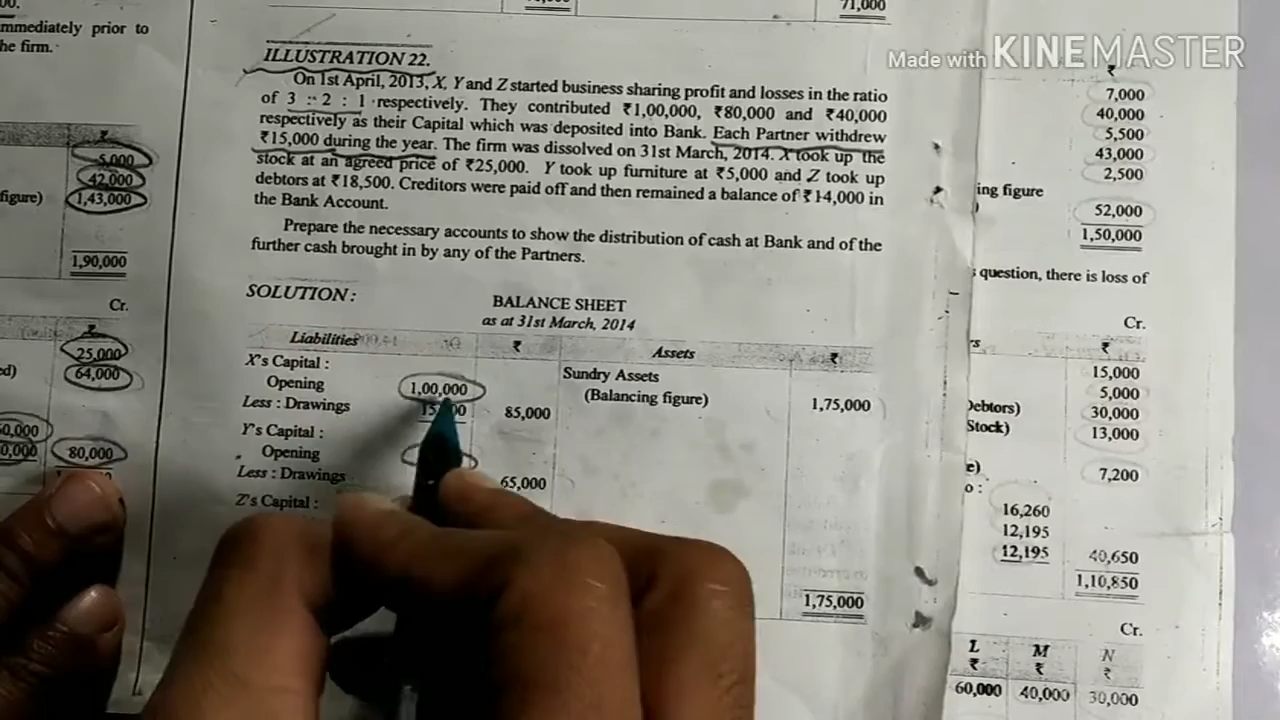 00.
mmediately prior to
he firm.
₹
5,000
42,000
figure)
1,43,000
1,90,000
Cr.
₹
25,000
ed)
64,000
80,000
71,000
ILLUSTRATION 22.
On 1st April, 2013, X, Y and Z started business sharing profit and losses in the ratio
of 3 : 2 : 1 respectively. They contributed ₹1,00,000, ₹80,000 and ₹40,000
respectively as their Capital which was deposited into Bank. Each Partner withdrew
₹15,000 during the year. The firm was dissolved on 31st March, 2014. X took up the
stock at an agreed price of ₹25,000. Y took up furniture at ₹5,000 and Z took up
debtors at ₹18,500. Creditors were paid off and then remained a balance of ₹14,000 in
the Bank Account.
Prepare the necessary accounts to show the distribution of cash at Bank and of the
further cash brought in by any of the Partners.
SOLUTION:
BALANCE SHEET
as at 31st March, 2014
Liabilities ₹ Assets ₹
X's Capital : Sundry Assets
Opening 1,00,000 (Balancing figure) 1,75,000
Less : Drawings 85,000
Y's Capital :
Opening
Less : Drawings 65,000
Z's Capital :
1,75,000
Made with KINEMASTER
₹
7,000
40,000
5,500
43,000
2,500
ing figure
)
52,000
1,50,000
question, there is loss of
Cr.
rs ₹
15,000
5,000
Debtors) 30,000
Stock) 13,000
e) 7,200
o :
16,260
12,195
12,195 40,650
1,10,850
Cr.
L M N
₹ ₹ ₹
60,000 40,000 30,000